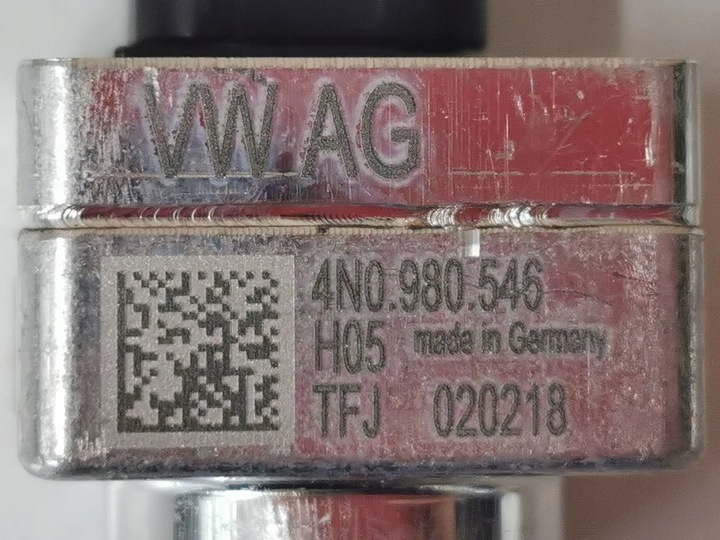 VW AG
4N0.980.546
H05 made in Germany
TFJ 020218